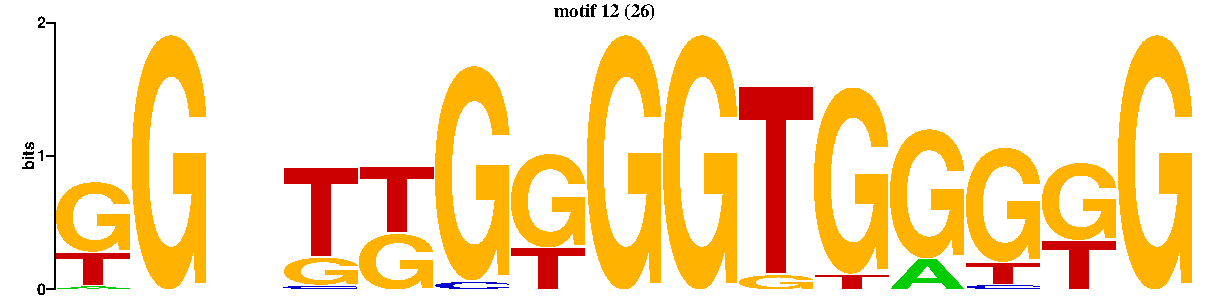 motif 12 (26)
2
bits
1
0
G G T T G G G G T G G G G G
T G G C T G T A T T
A C C